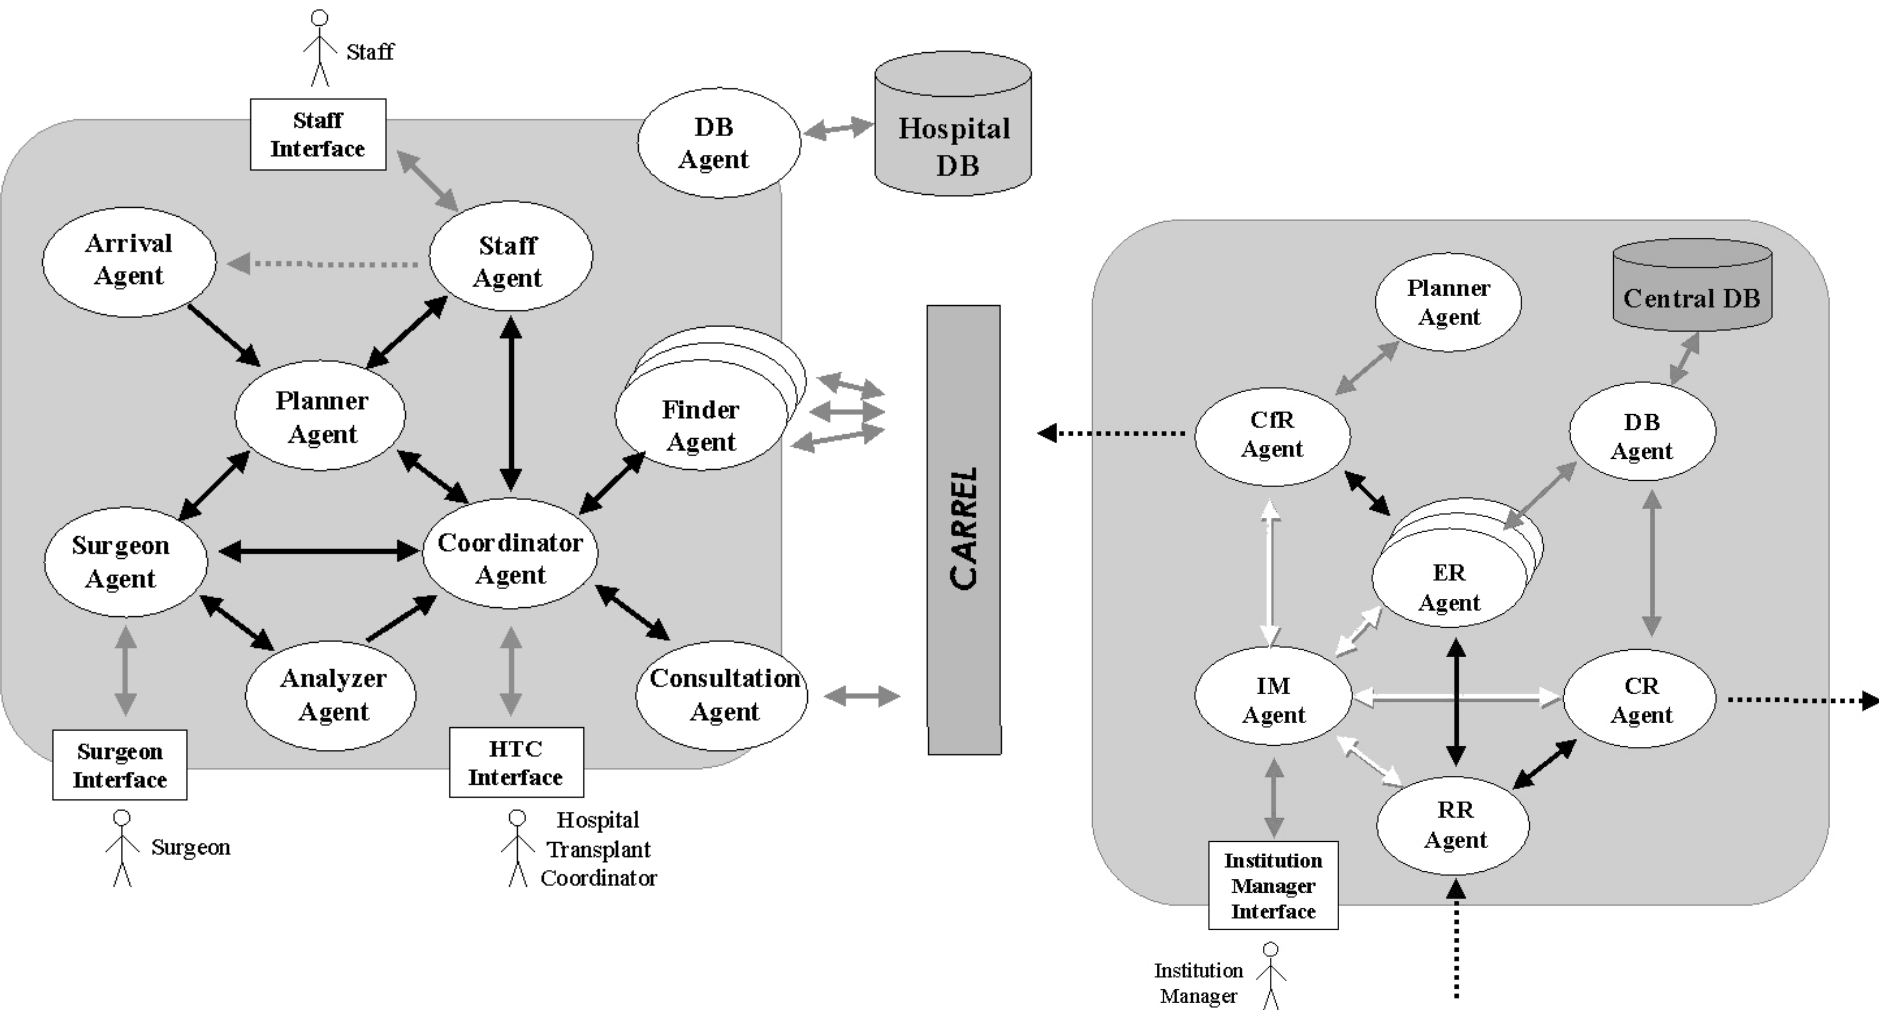 Staff
Staff
Interface
DB
Agent
Hospital
DB
Arrival
Agent
Staff
Agent
Planner
Agent
Finder
Agent
Surgeon
Agent
Coordinator
Agent
Analyzer
Agent
Consultation
Agent
Surgeon
Interface
HTC
Interface
Surgeon
Hospital
Transplant
Coordinator
CARREL
Planner
Agent
Central DB
CfR
Agent
DB
Agent
ER
Agent
IM
Agent
CR
Agent
RR
Agent
Institution
Manager
Interface
Institution
Manager